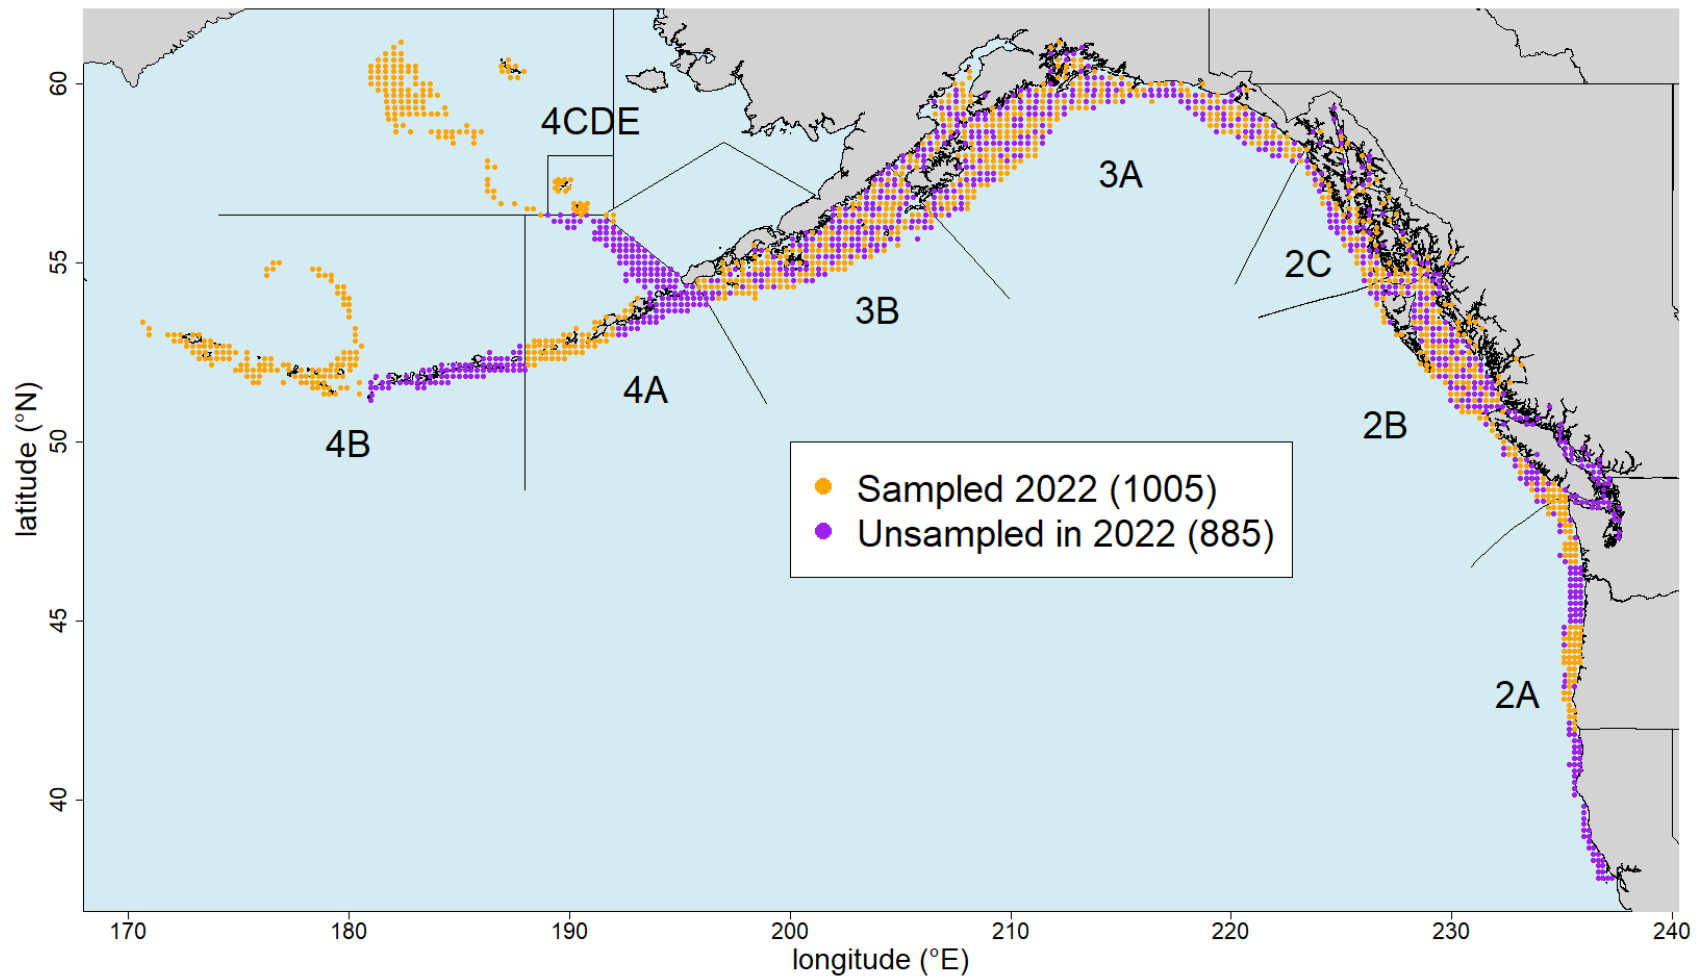 60
55
50
45
40
latitude (°N)
4CDE
3A
2C
3B
4A
2B
4B
Sampled 2022 (1005)
Unsampled in 2022 (885)
2A
170
180
190
200
210
220
230
240
longitude (°E)